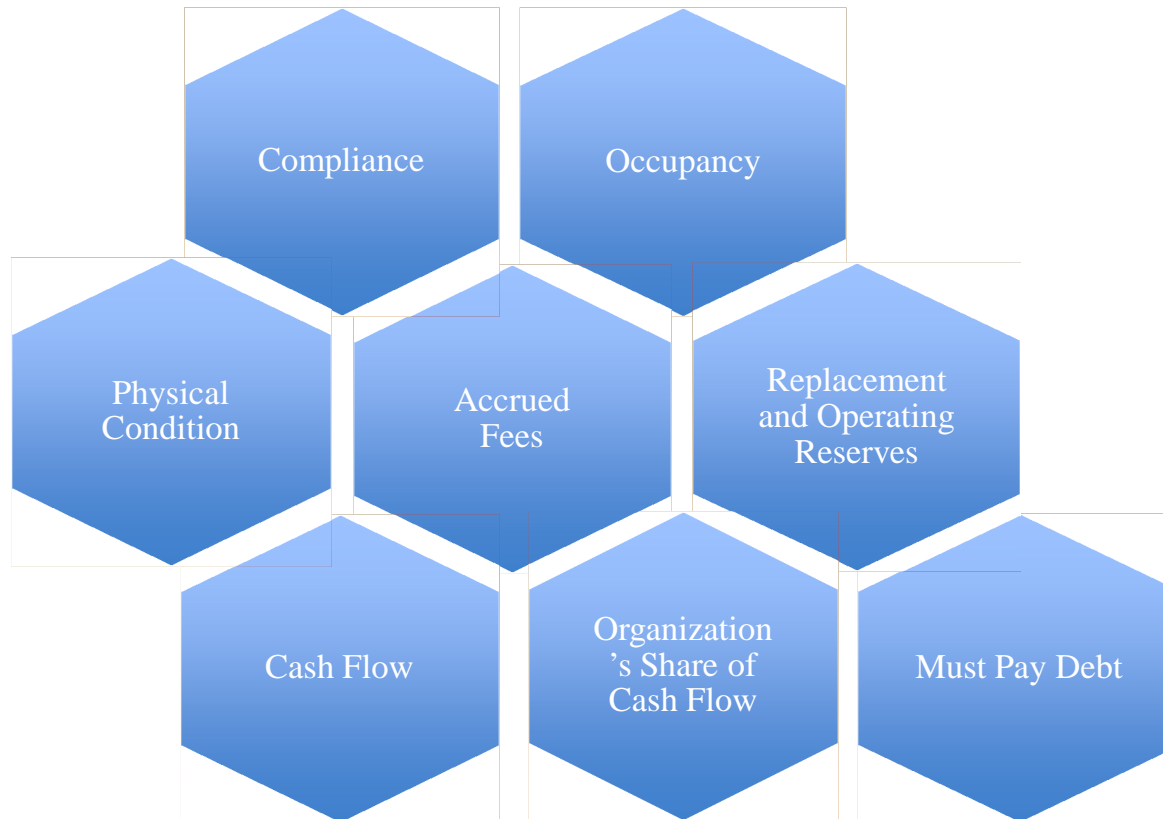 Compliance
Occupancy
Physical
Condition
Accrued
Fees
Replacement
and Operating
Reserves
Cash Flow
Organization
’s Share of
Cash Flow
Must Pay Debt